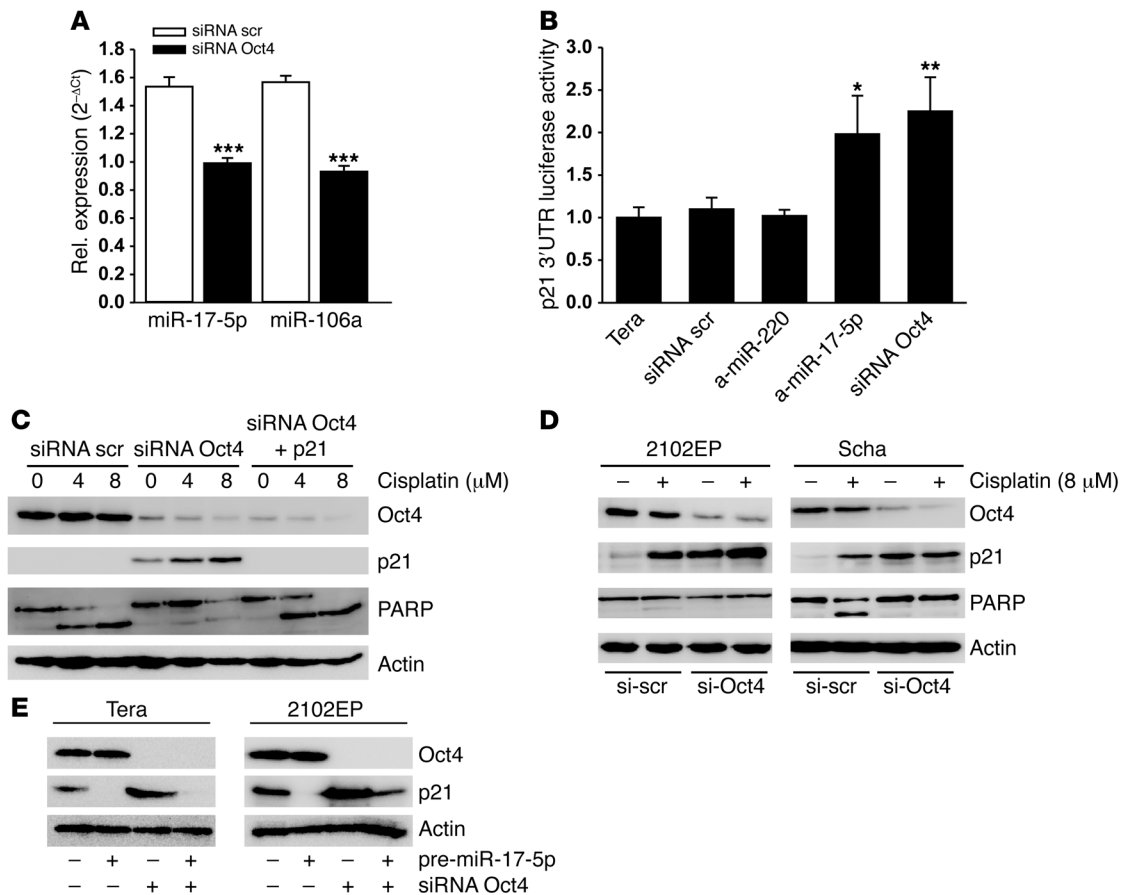 A
siRNA scr
siRNA Oct4
Rel. expression (2–ΔCt)
1.8
1.6
1.4
1.2
1.0
0.8
0.6
0.4
0.2
0.0
***
***
miR-17-5p miR-106a
B
p21 3′UTR luciferase activity
3.0
2.5
2.0
1.5
1.0
0.5
0.0
*
**
Tera
siRNA scr
a-miR-220
a-miR-17-5p
siRNA Oct4
C
siRNA scr siRNA Oct4 siRNA Oct4 + p21
0 4 8 0 4 8 0 4 8 Cisplatin (μM)
Oct4
p21
PARP
Actin
D
2102EP Scha
– + – + – + – + Cisplatin (8 μM)
Oct4
p21
PARP
Actin
si-scr si-Oct4 si-scr si-Oct4
E
Tera 2102EP
Oct4
p21
Actin
– + – + – + – + pre-miR-17-5p
– – + + – – + + siRNA Oct4